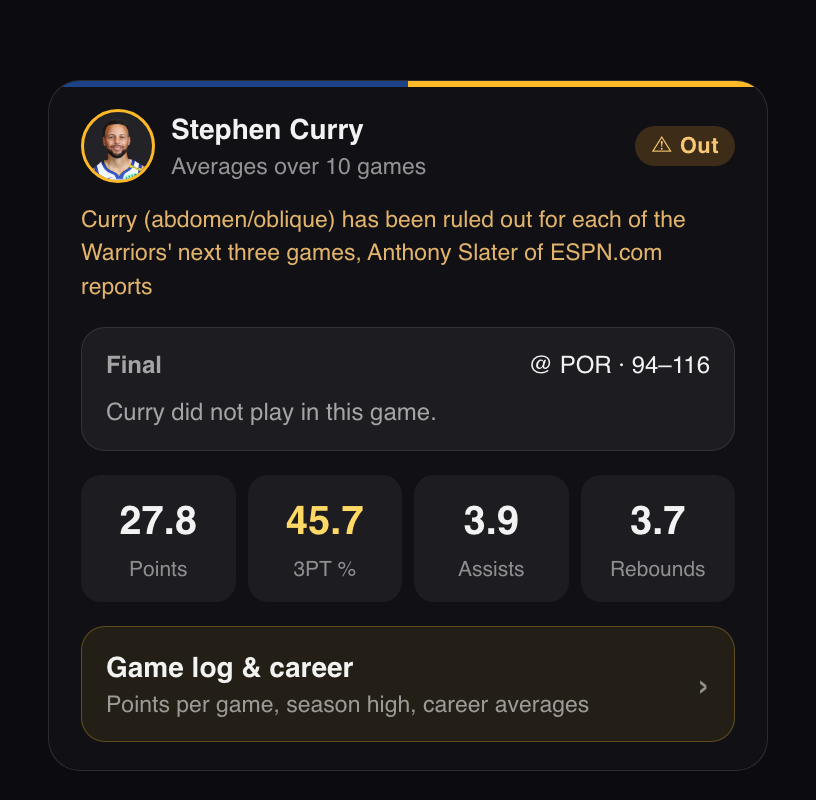 Stephen Curry
Averages over 10 games
⚠ Out
Curry (abdomen/oblique) has been ruled out for each of the
Warriors' next three games, Anthony Slater of ESPN.com
reports
Final
@ POR · 94–116
Curry did not play in this game.
27.8
Points
45.7
3PT %
3.9
Assists
3.7
Rebounds
Game log & career
Points per game, season high, career averages
›